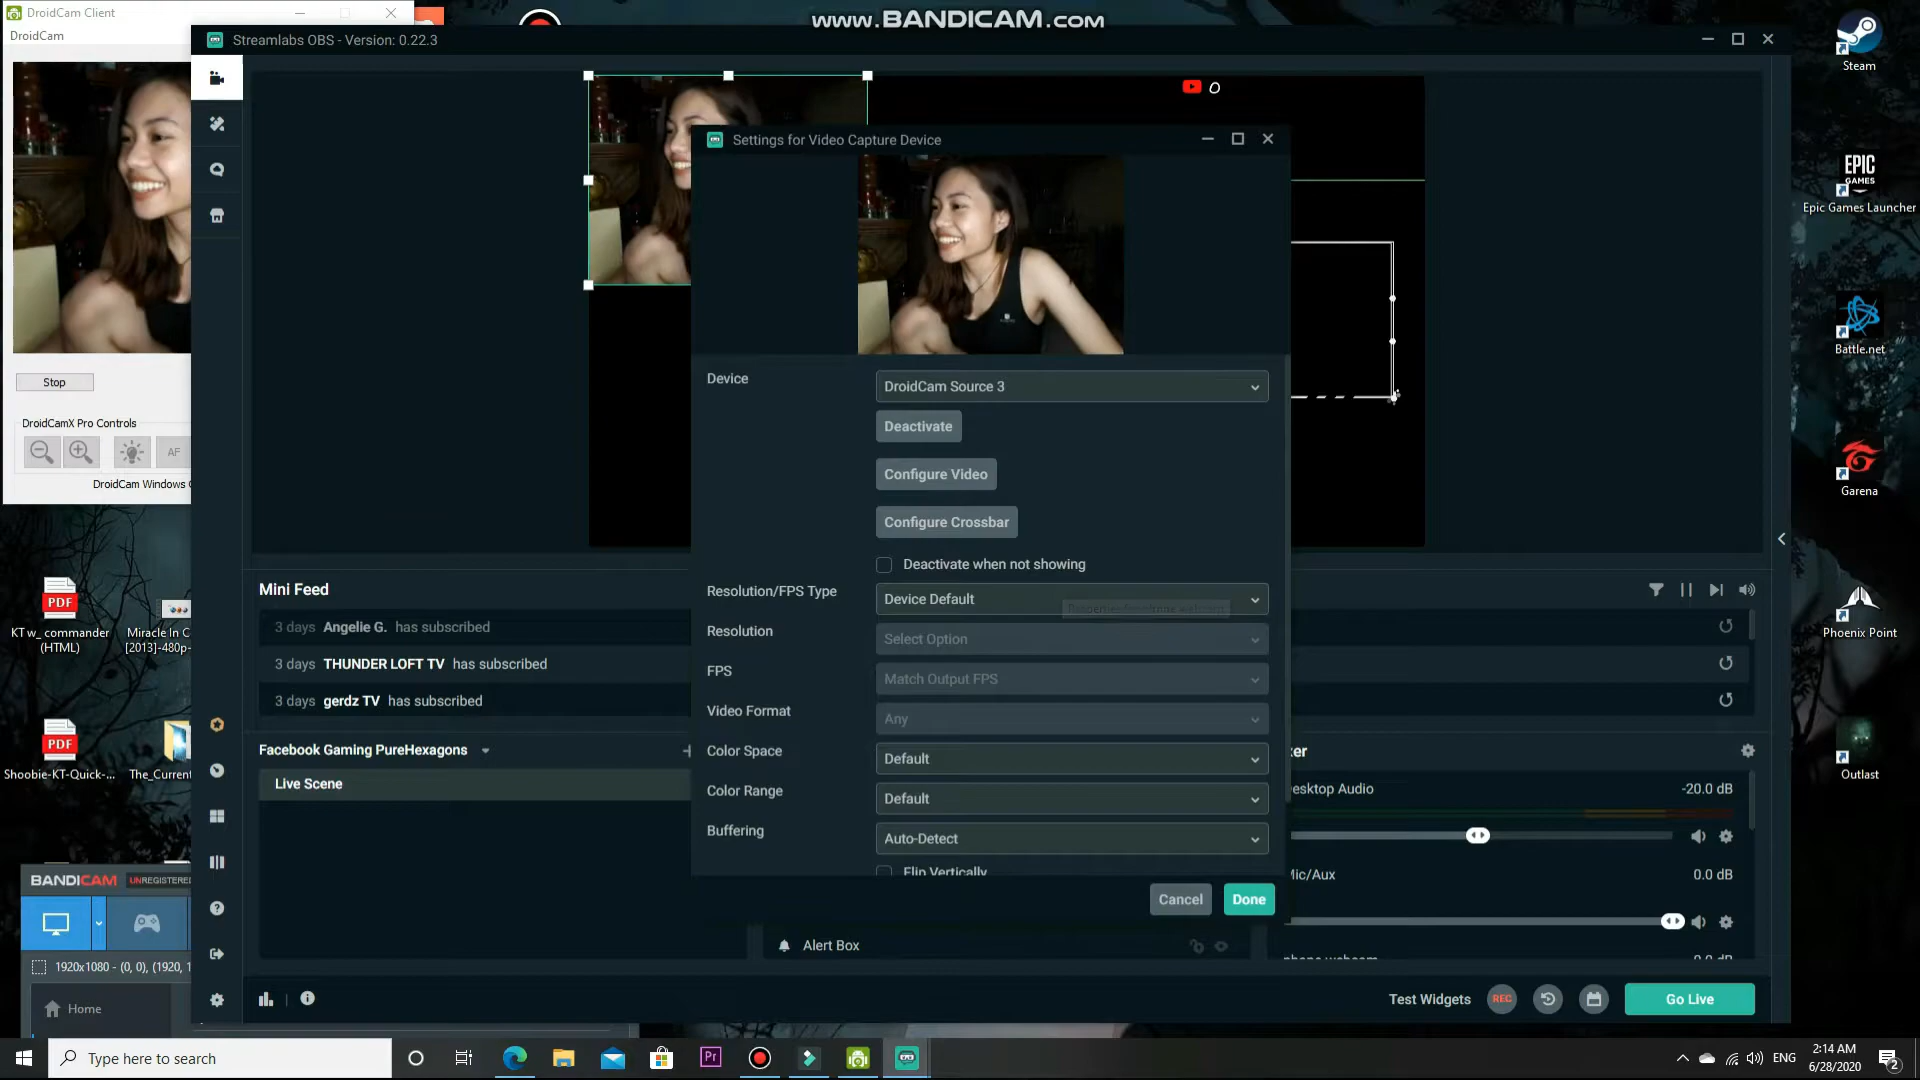 DroidCam Client
DroidCam
www.BANDICAM.com
Streamlabs OBS - Version: 0.22.3
O
Steam
Settings for Video Capture Device
EPIC
GAMES
Epic Games Launcher
Battle.net
Stop
Device
DroidCam Source 3
DroidCamX Pro Controls
Deactivate
AF
Configure Video
DroidCam Windows C
Garena
Configure Crossbar
Deactivate when not showing
Mini Feed
Resolution/FPS Type
Device Default
PDF
KT w_ commander
(HTML)
Miracle In C
[2013]-480p-
3 days Angelie G. has subscribed
Resolution
Select Option
Phoenix Point
3 days THUNDER LOFT TV has subscribed
FPS
Match Output FPS
3 days gerdz TV has subscribed
Video Format
Any
PDF
Shoobie-KT-Quick-...
The_Current
Facebook Gaming PureHexagons
Color Space
Default
xer
Outlast
Live Scene
Color Range
Default
esktop Audio
-20.0 dB
Buffering
Auto-Detect
Flip Vertically
Mic/Aux
0.0 dB
BANDICAM
UNREGISTERED
Cancel
Done
Alert Box
1920x1080 - (0, 0), (1920, 1
Home
Test Widgets
REC
Go Live
Type here to search
Pr
ENG
2:14 AM
6/28/2020
2